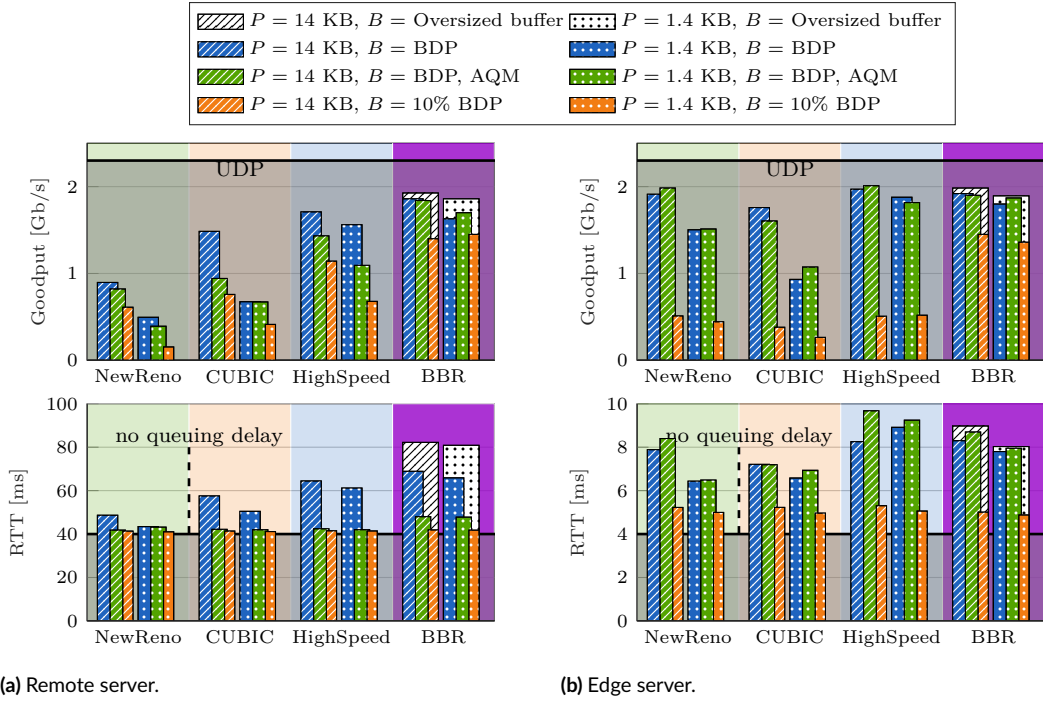 P = 14 KB, B = Oversized buffer
P = 1.4 KB, B = Oversized buffer
P = 14 KB, B = BDP
P = 1.4 KB, B = BDP
P = 14 KB, B = BDP, AQM
P = 1.4 KB, B = BDP, AQM
P = 14 KB, B = 10% BDP
P = 1.4 KB, B = 10% BDP
Goodput [Gb/s]
2
1
0
UDP
NewReno CUBIC HighSpeed BBR
Goodput [Gb/s]
2
1
0
UDP
NewReno CUBIC HighSpeed BBR
RTT [ms]
100
80
60
40
20
0
no queuing delay
NewReno CUBIC HighSpeed BBR
RTT [ms]
10
8
6
4
2
0
no queuing delay
NewReno CUBIC HighSpeed BBR
(a) Remote server.
(b) Edge server.